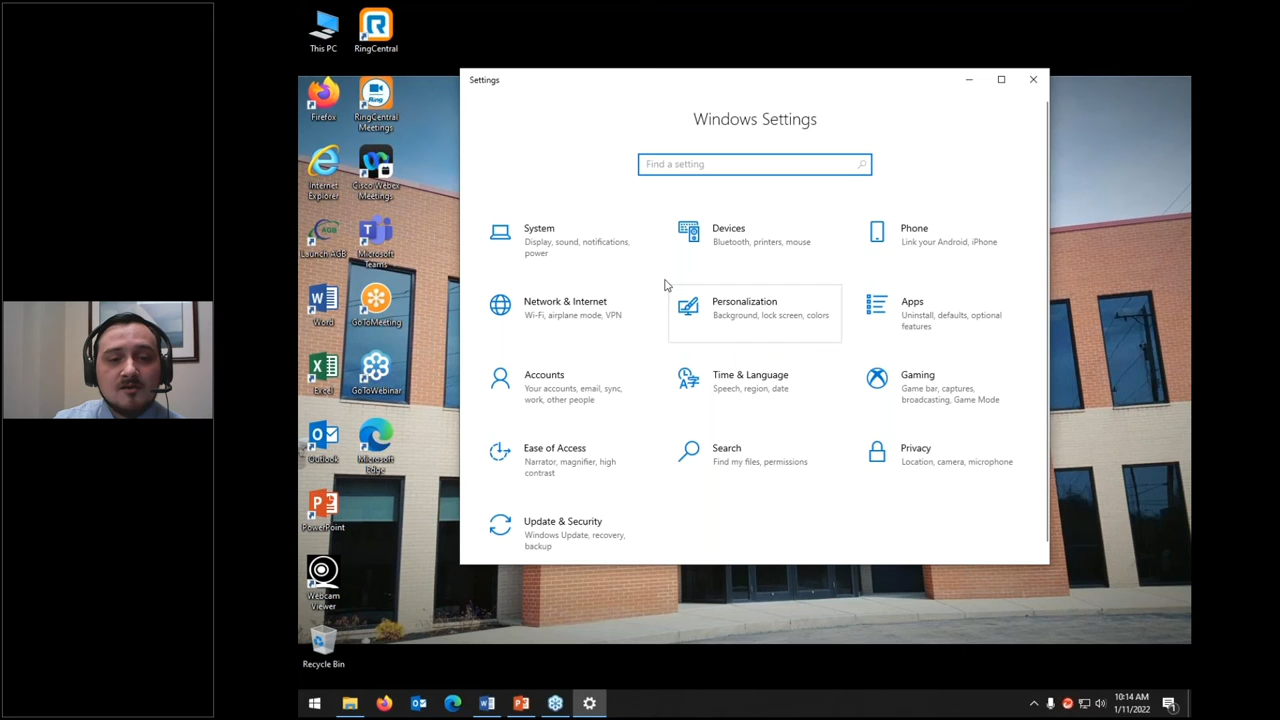 This PC
RingCentral
Firefox
RingCentral
Meetings
Ring
Internet
Explorer
Cisco Webex
Meetings
AGB
Launch AGB
Microsoft
Teams
Word
GoToMeeting
Excel
GoToWebinar
Outlook
Microsoft
Edge
PowerPoint
Webcam
Viewer
Recycle Bin
Settings
Windows Settings
Find a setting
System
Display, sound, notifications,
power
Devices
Bluetooth, printers, mouse
Phone
Link your Android, iPhone
Network & Internet
Wi-Fi, airplane mode, VPN
Personalization
Background, lock screen, colors
Apps
Uninstall, defaults, optional
features
Accounts
Your accounts, email, sync,
work, other people
Time & Language
Speech, region, date
Gaming
Game bar, captures,
broadcasting, Game Mode
Ease of Access
Narrator, magnifier, high
contrast
Search
Find my files, permissions
Privacy
Location, camera, microphone
Update & Security
Windows Update, recovery,
backup
10:14 AM
1/11/2022
1